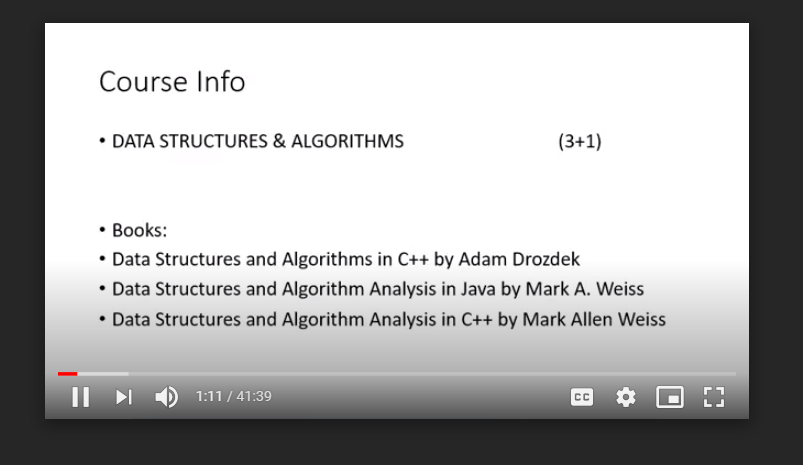 Course Info
• DATA STRUCTURES & ALGORITHMS (3+1)
• Books:
• Data Structures and Algorithms in C++ by Adam Drozdek
• Data Structures and Algorithm Analysis in Java by Mark A. Weiss
• Data Structures and Algorithm Analysis in C++ by Mark Allen Weiss
1:11 / 41:39 CC